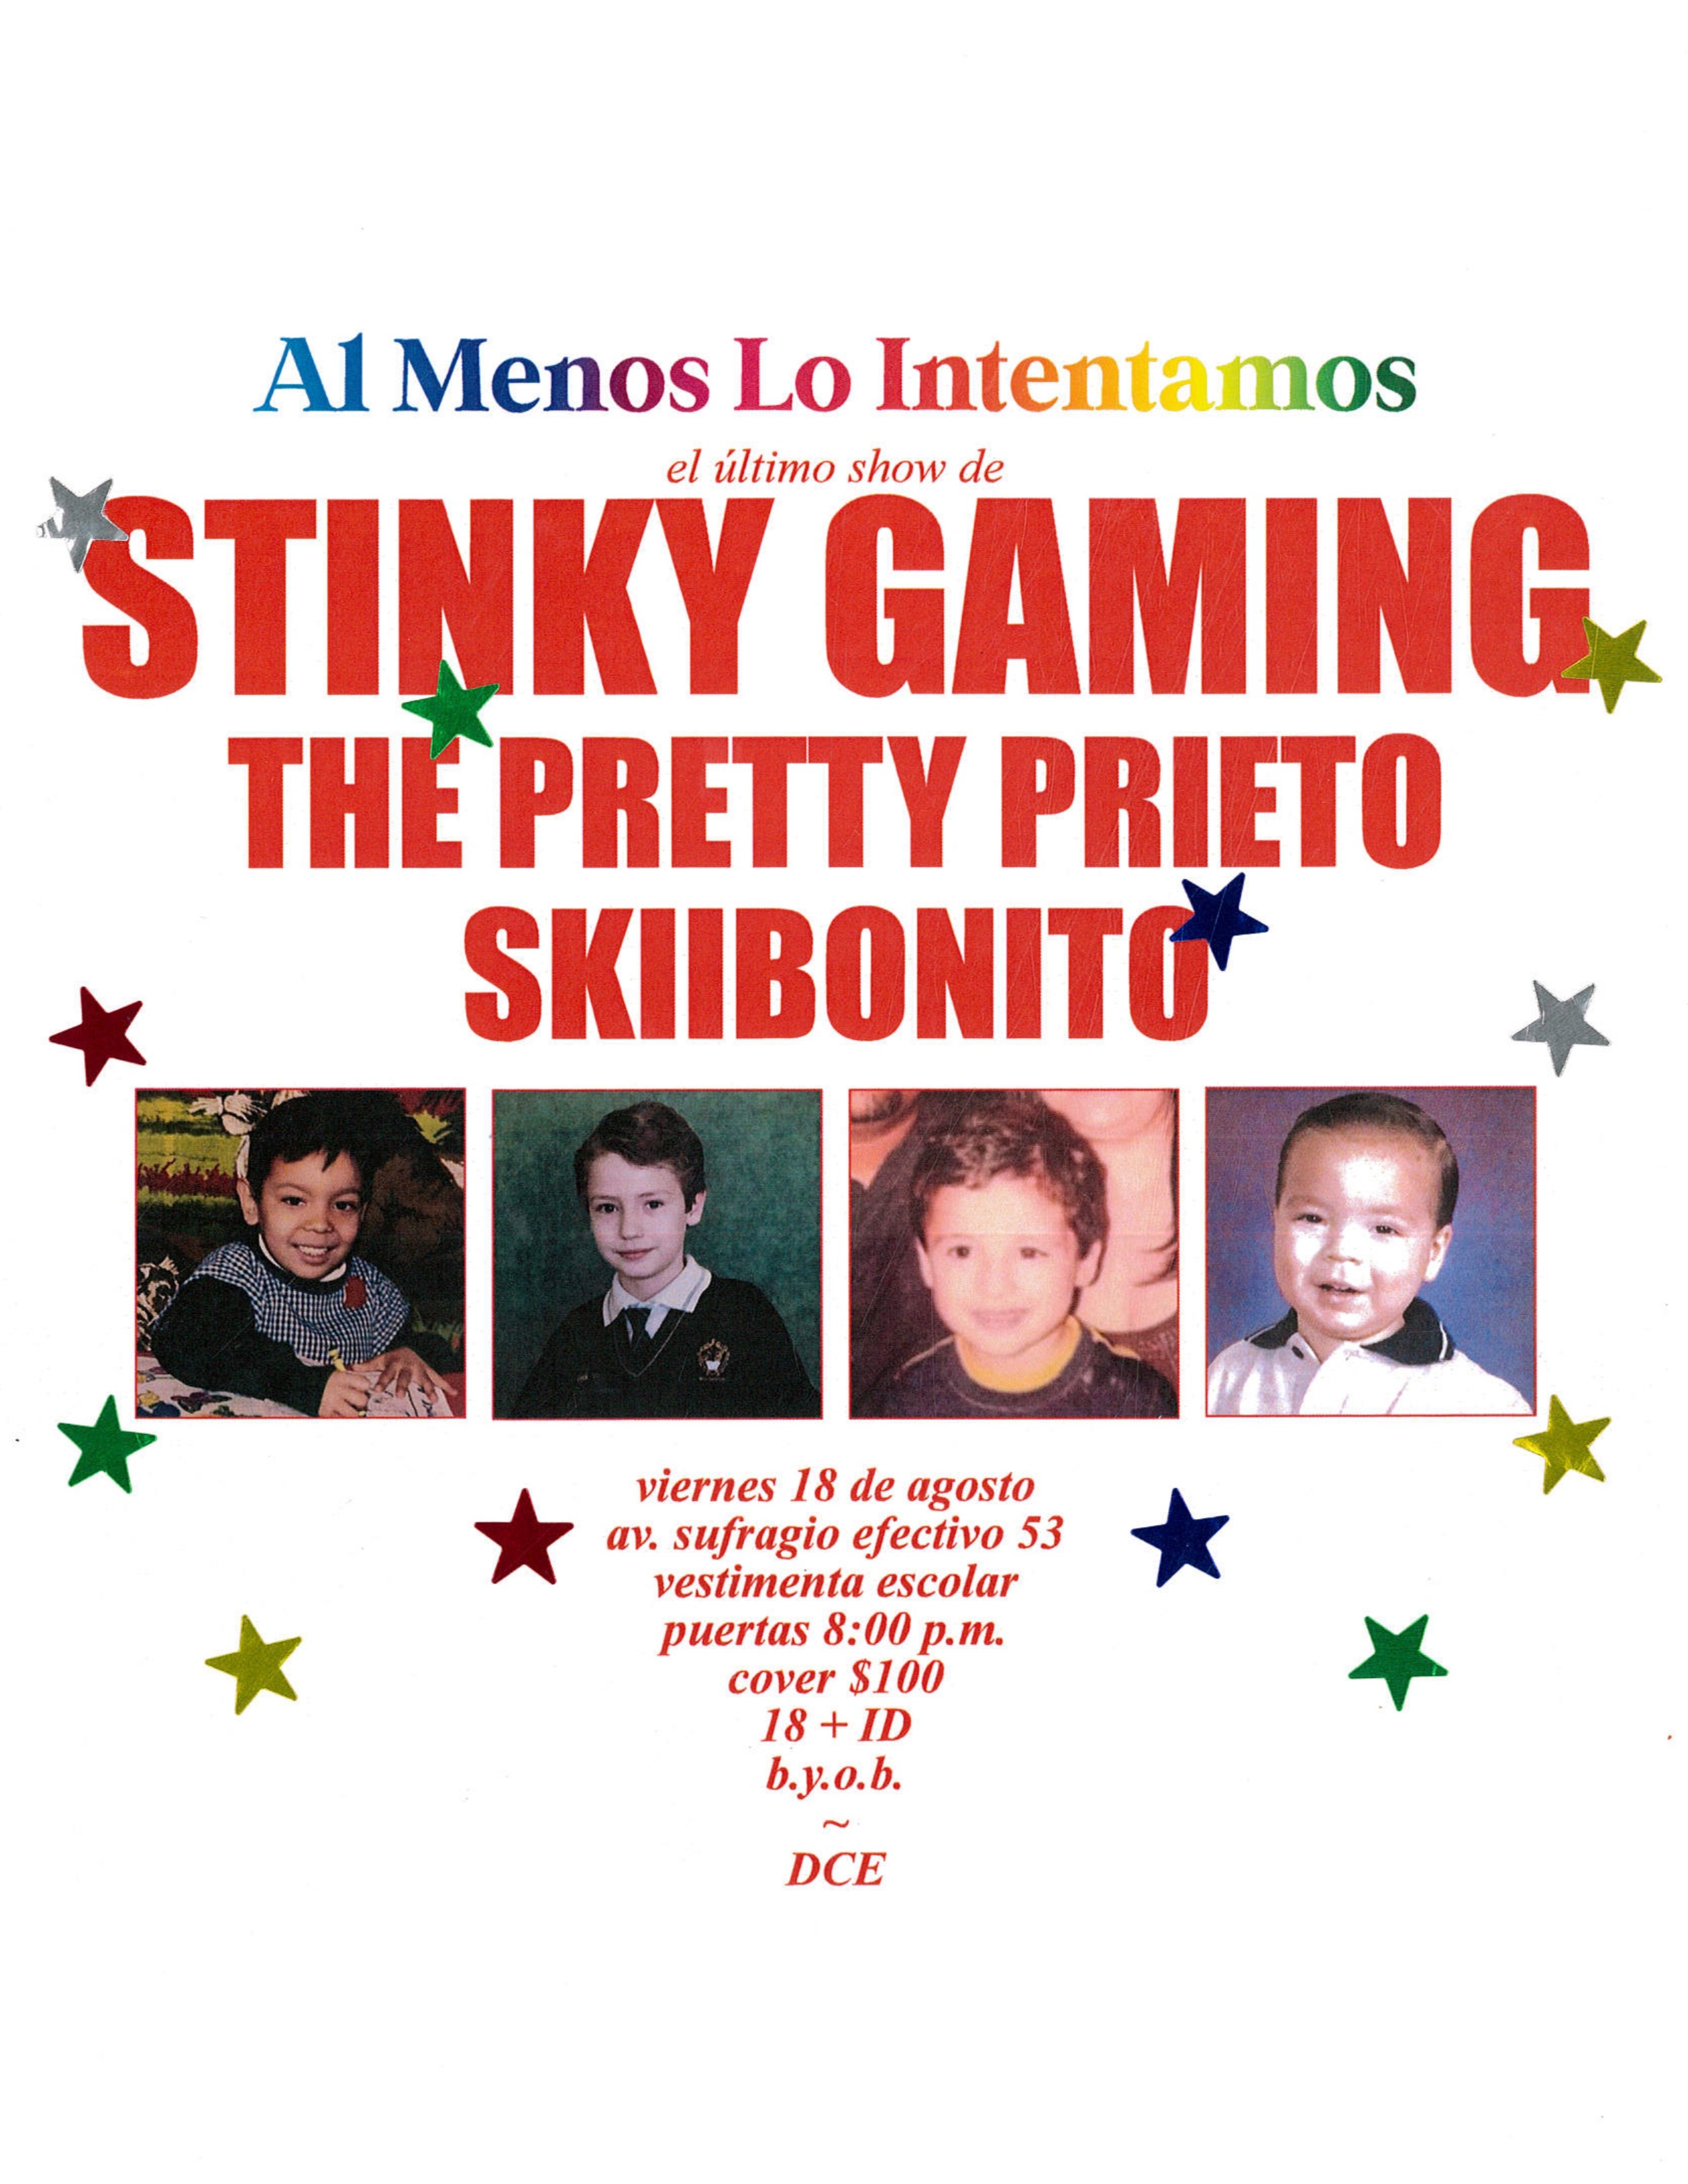 Al Menos Lo Intentamos
el último show de
STINKY GAMING
THE PRETTY PRIETO
SKIIBONITO
viernes 18 de agosto
av. sufragio efectivo 53
vestimenta escolar
puertas 8:00 p.m.
cover $100
18 + ID
b.y.o.b.
~
DCE